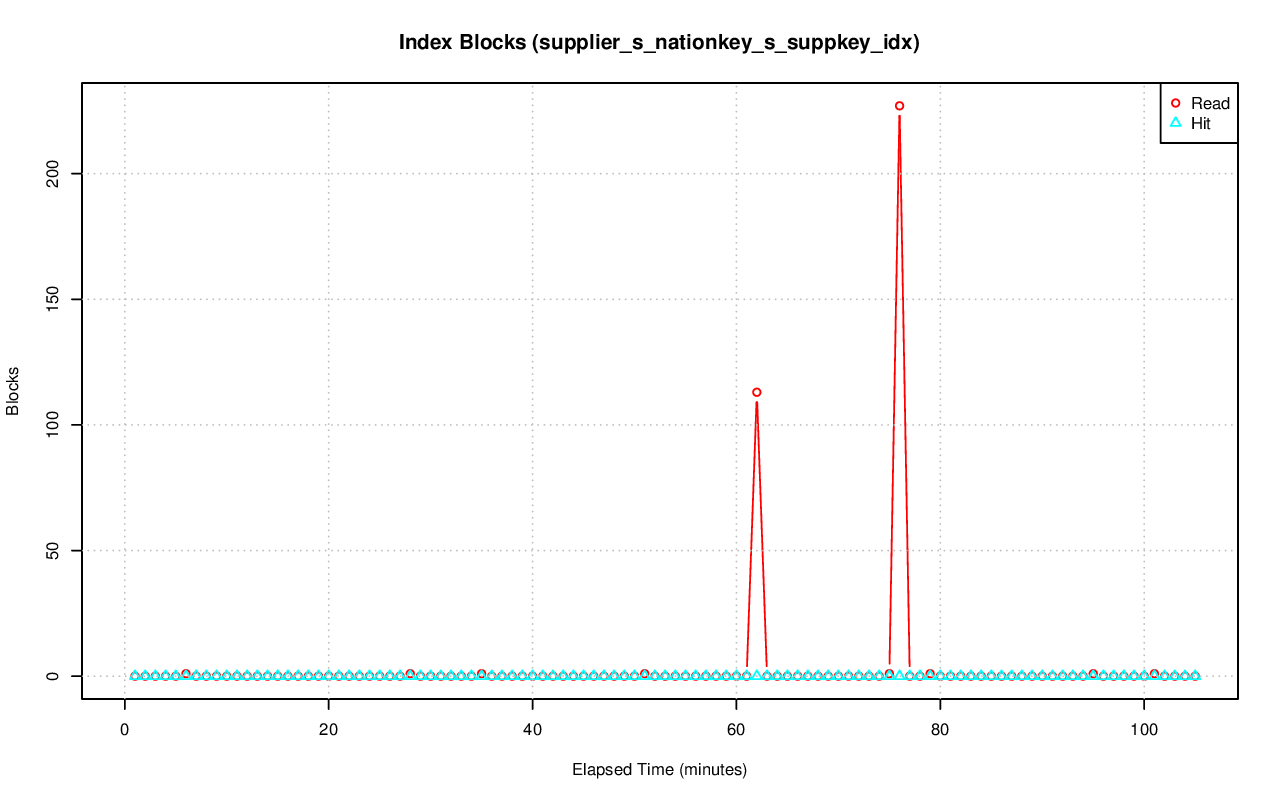 Index Blocks (supplier_s_nationkey_s_suppkey_idx)
Read
Hit
Blocks
200
150
100
50
0
0 20 40 60 80 100
Elapsed Time (minutes)